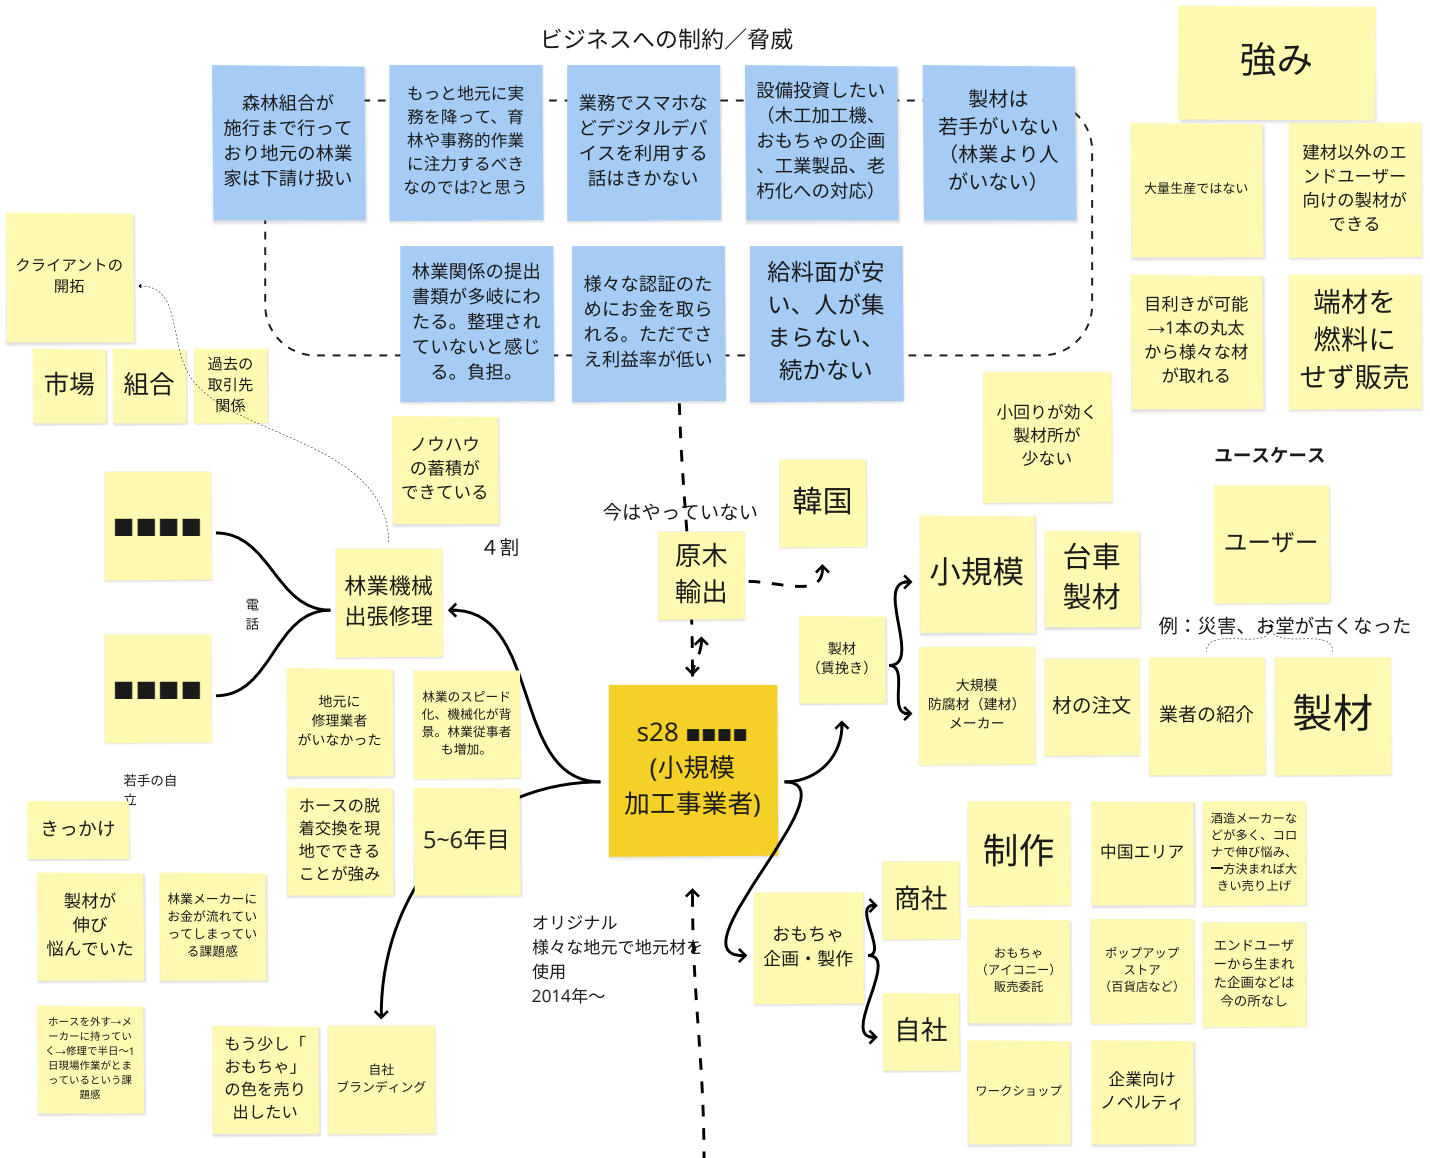 ビジネスへの制約／脅威
森林組合が
施行まで行って
おり地元の林業
家は下請け扱い
もっと地元に実
務を降って、育
林や事務的作業
に注力するべき
なのでは?と思う
業務でスマホな
どデジタルデバ
イスを利用する
話はきかない
設備投資したい
（木工加工機、
おもちゃの企画
、工業製品、老
朽化への対応）
製材は
若手がいない
（林業より人
がいない）
林業関係の提出
書類が多岐にわ
たる。整理され
ていないと感じ
る。負担。
様々な認証のた
めにお金を取ら
れる。ただでさ
え利益率が低い
給料面が安
い、人が集
まらない、
続かない
強み
大量生産ではない
建材以外のエ
ンドユーザー
向けの製材が
できる
目利きが可能
→1本の丸太
から様々な材
が取れる
端材を
燃料に
せず販売
クライアントの
開拓
市場
組合
過去の
取引先
関係
ノウハウ
の蓄積が
できている
４割
林業機械
出張修理
電
話
■■■■
■■■■
地元に
修理業者
がいなかった
林業のスピード
化、機械化が背
景。林業従事者
も増加。
ホースの脱
着交換を現
地でできる
ことが強み
5~6年目
若手の自
立
きっかけ
製材が
伸び
悩んでいた
林業メーカーに
お金が流れてい
ってしまってい
る課題感
ホースを外す→メ
ーカーに持ってい
く→修理で半日〜1
日現場作業がとま
っているという課
題感
もう少し「
おもちゃ」
の色を売り
出したい
自社
ブランディング
今はやっていない
原木
輸出
韓国
s28 ■■■■
(小規模
加工事業者)
オリジナル
様々な地元で地元材を
使用
2014年〜
小回りが効く
製材所が
少ない
製材
（賃挽き）
小規模
台車
製材
大規模
防腐材（建材）
メーカー
材の注文
ユースケース
ユーザー
例：災害、お堂が古くなった
業者の紹介
製材
おもちゃ
企画・製作
商社
自社
制作
中国エリア
酒造メーカーな
どが多く、コロ
ナで伸び悩み、
一方決まれば大
きい売り上げ
おもちゃ
（アイコニー）
販売委託
ポップアップ
ストア
（百貨店など）
エンドユーザ
ーから生まれ
た企画などは
今の所なし
ワークショップ
企業向け
ノベルティ